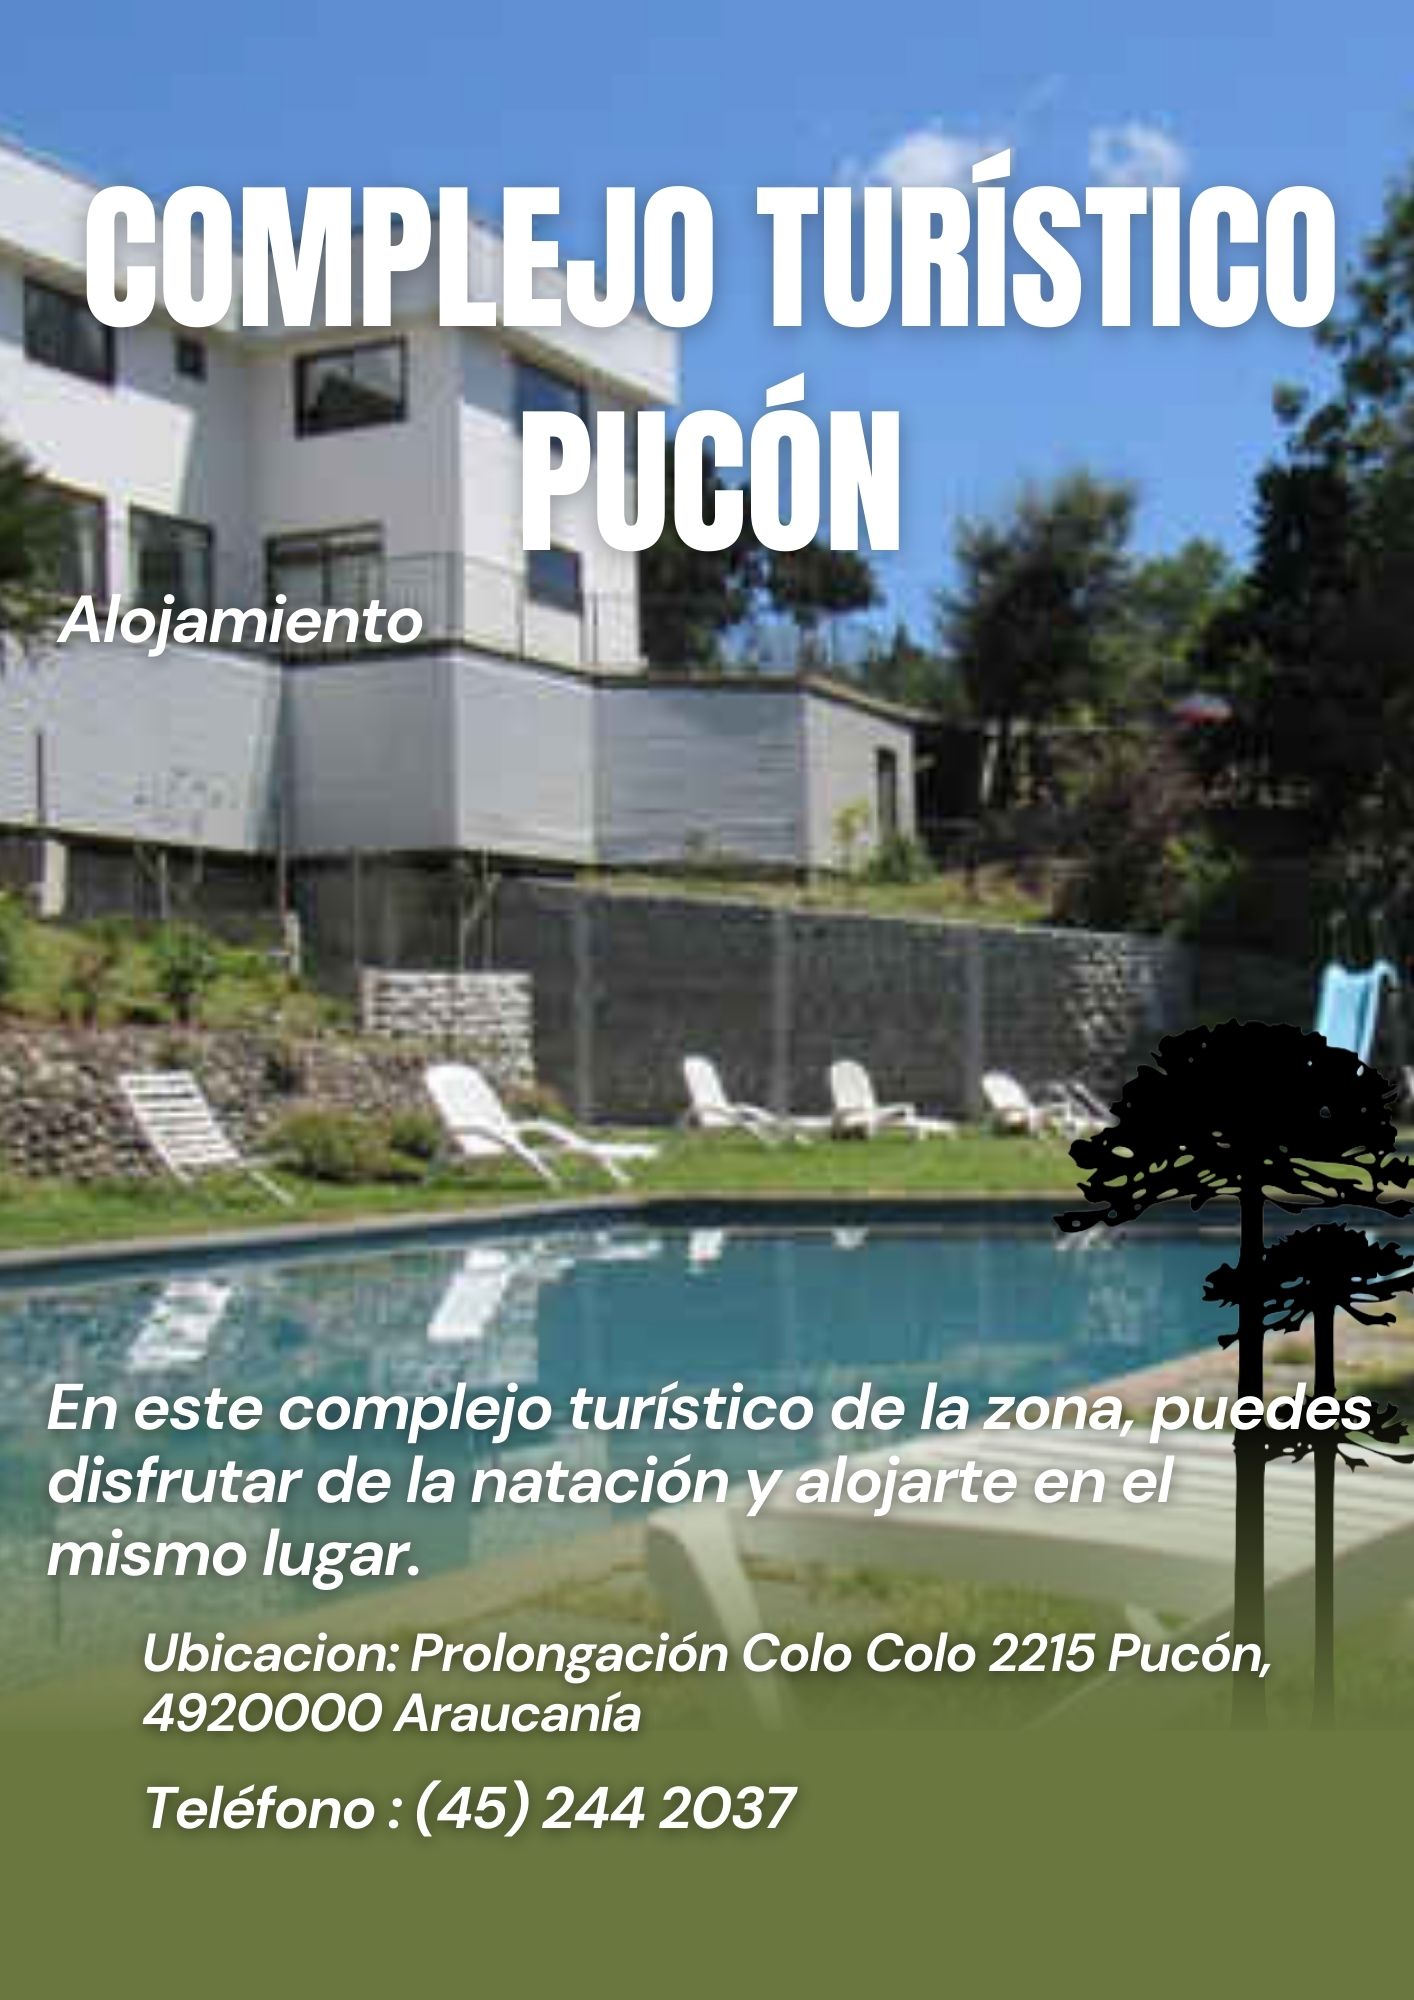 COMPLEJO TURÍSTICO
PUCÓN
Alojamiento
En este complejo turístico de la zona, puedes
disfrutar de la natación y alojarte en el
mismo lugar.
Ubicacion: Prolongación Colo Colo 2215 Pucón,
4920000 Araucanía
Teléfono : (45) 244 2037